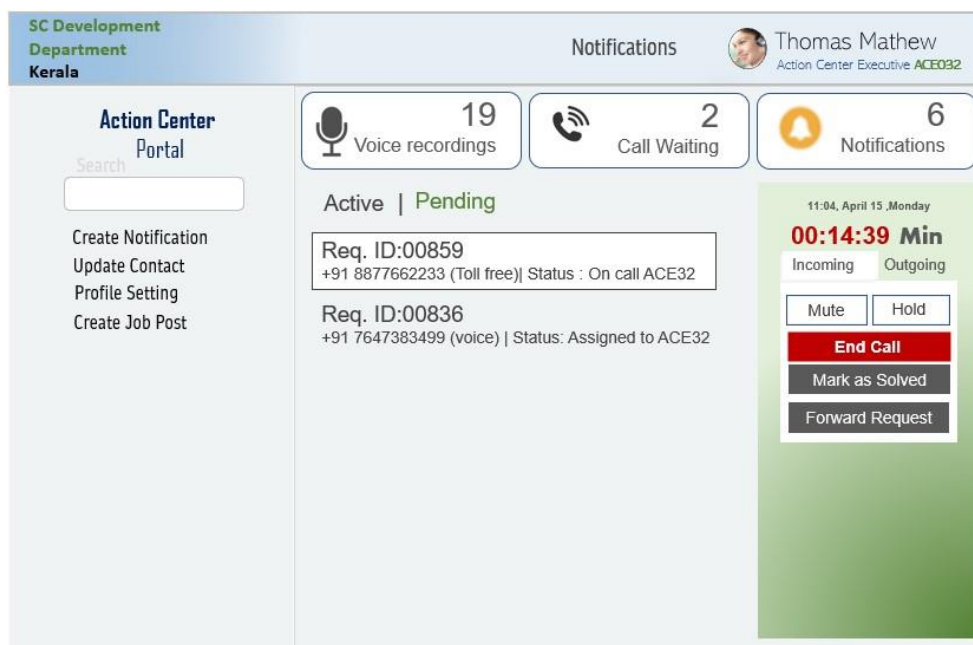 SC Development
Department
Kerala
Notifications
Thomas Mathew
Action Center Executive ACE032
Action Center
Portal
Search
Create Notification
Update Contact
Profile Setting
Create Job Post
19
Voice recordings
2
Call Waiting
6
Notifications
Active | Pending
Req. ID:00859
+91 8877662233 (Toll free)| Status : On call ACE32
Req. ID:00836
+91 7647383499 (voice) | Status: Assigned to ACE32
11:04, April 15 ,Monday
00:14:39 Min
Incoming Outgoing
Mute Hold
End Call
Mark as Solved
Forward Request